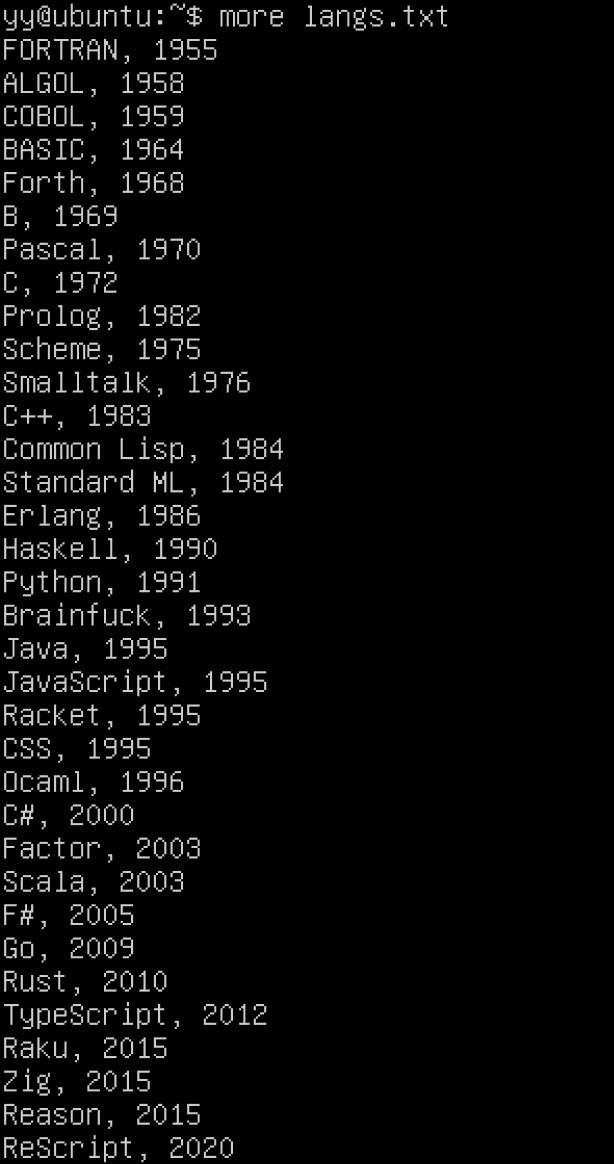 yy@ubuntu:~$ more langs.txt
FORTRAN, 1955
ALGOL, 1958
COBOL, 1959
BASIC, 1964
Forth, 1968
B, 1969
Pascal, 1970
C, 1972
Prolog, 1982
Scheme, 1975
Smalltalk, 1976
C++, 1983
Common Lisp, 1984
Standard ML, 1984
Erlang, 1986
Haskell, 1990
Python, 1991
Brainfuck, 1993
Java, 1995
JavaScript, 1995
Racket, 1995
CSS, 1995
Ocaml, 1996
C#, 2000
Factor, 2003
Scala, 2003
F#, 2005
Go, 2009
Rust, 2010
TypeScript, 2012
Raku, 2015
Zig, 2015
Reason, 2015
ReScript, 2020